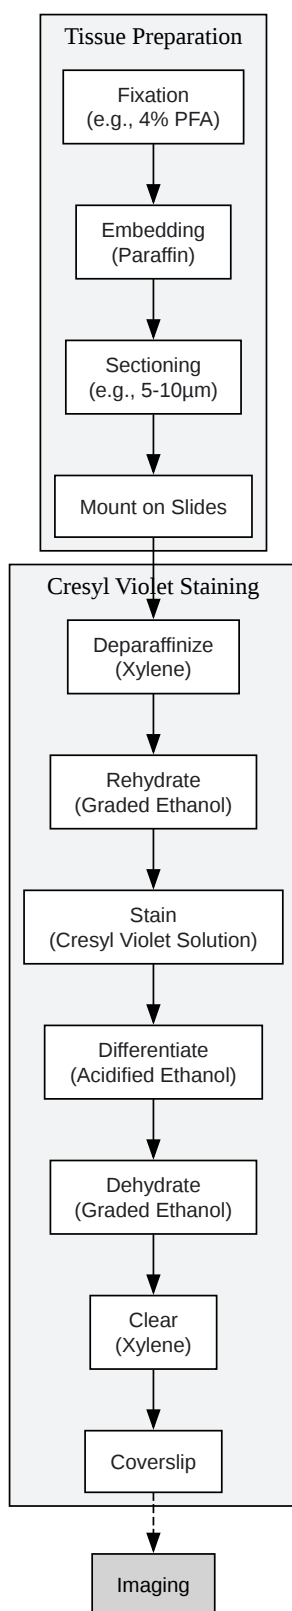 Tissue Preparation
Fixation
(e.g., 4% PFA)
Embedding
(Paraffin)
Sectioning
(e.g., 5-10µm)
Mount on Slides
Cresyl Violet Staining
Deparaffinize
(Xylene)
Rehydrate
(Graded Ethanol)
Stain
(Cresyl Violet Solution)
Differentiate
(Acidified Ethanol)
Dehydrate
(Graded Ethanol)
Clear
(Xylene)
Coverslip
Imaging